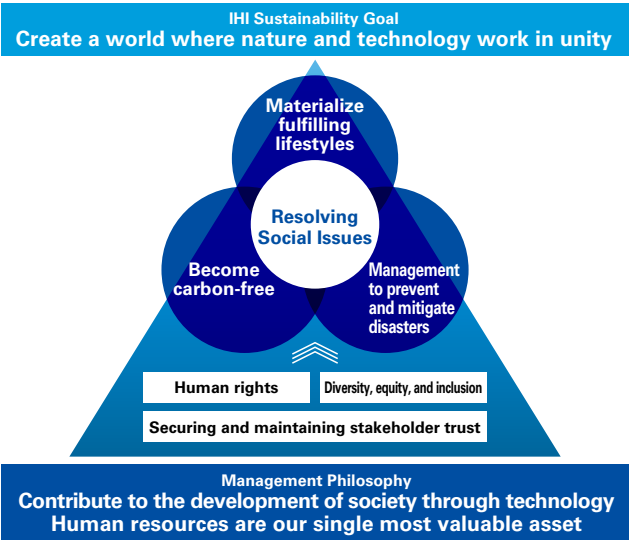 IHI Sustainability Goal
Create a world where nature and technology work in unity
Materialize
fulfilling
lifestyles
Resolving
Social Issues
Become
carbon-free
Management
to prevent
and mitigate
disasters
Human rights
Diversity, equity, and inclusion
Securing and maintaining stakeholder trust
Management Philosophy
Contribute to the development of society through technology
Human resources are our single most valuable asset